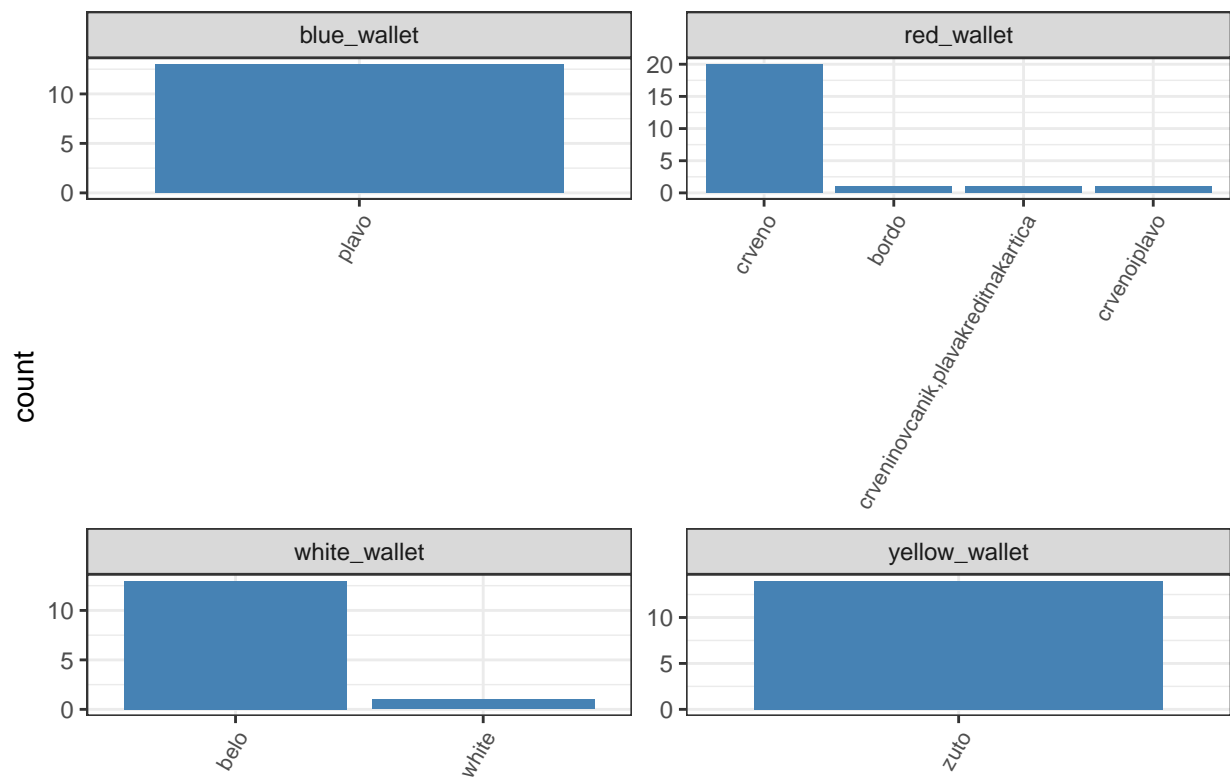 blue_wallet
10
5
0
plavo
red_wallet
20
15
10
5
0
crveno
bordo
crveninovcanik,plavakreditnakartica
crvenoiplavo
count
white_wallet
10
5
0
belo
white
yellow_wallet
10
5
0
zuto